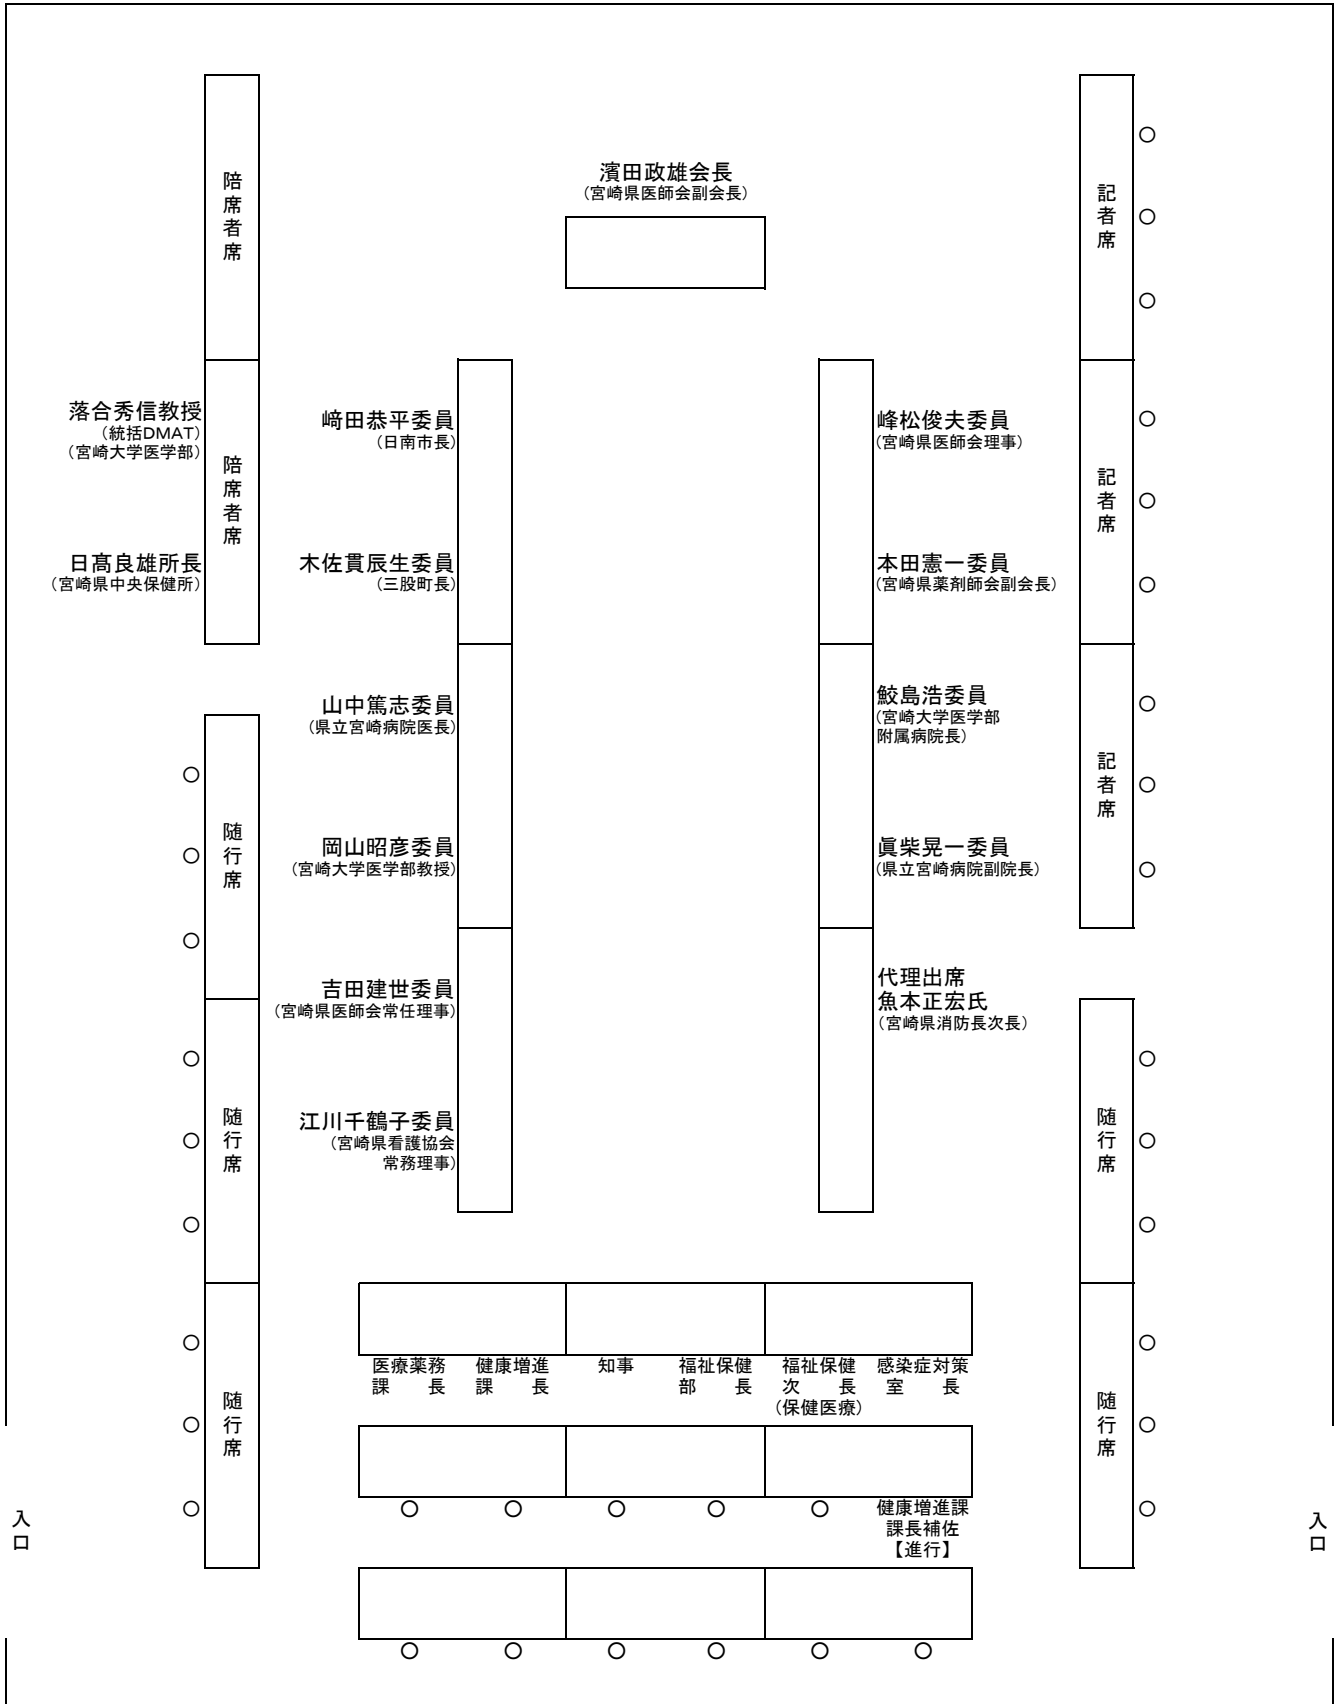 濱田政雄会長
（宮崎県医師会副会長）
陪席者席
記者席
落合秀信教授
（統括DMAT）
（宮崎大学医学部）
陪席者席
日髙良雄所長
（宮崎県中央保健所）
﨑田恭平委員
（日南市長）
木佐貫辰生委員
（三股町長）
山中篤志委員
（県立宮崎病院医長）
岡山昭彦委員
（宮崎大学医学部教授）
吉田建世委員
（宮崎県医師会常任理事）
江川千鶴子委員
（宮崎県看護協会
常務理事）
峰松俊夫委員
（宮崎県医師会理事）
本田憲一委員
（宮崎県薬剤師会副会長）
鮫島浩委員
（宮崎大学医学部
附属病院長）
眞柴晃一委員
（県立宮崎病院副院長）
代理出席
魚本正宏氏
（宮崎県消防長次長）
記者席
記者席
随行席
随行席
随行席
随行席
随行席
医療薬務
課　長
健康増進
課　長
知事
福祉保健
部　長
福祉保健
次　長
（保健医療）
感染症対策
室　長
○ ○ ○ ○ ○
健康増進課
課長補佐
【進行】
○ ○ ○ ○ ○ ○
入口
入口